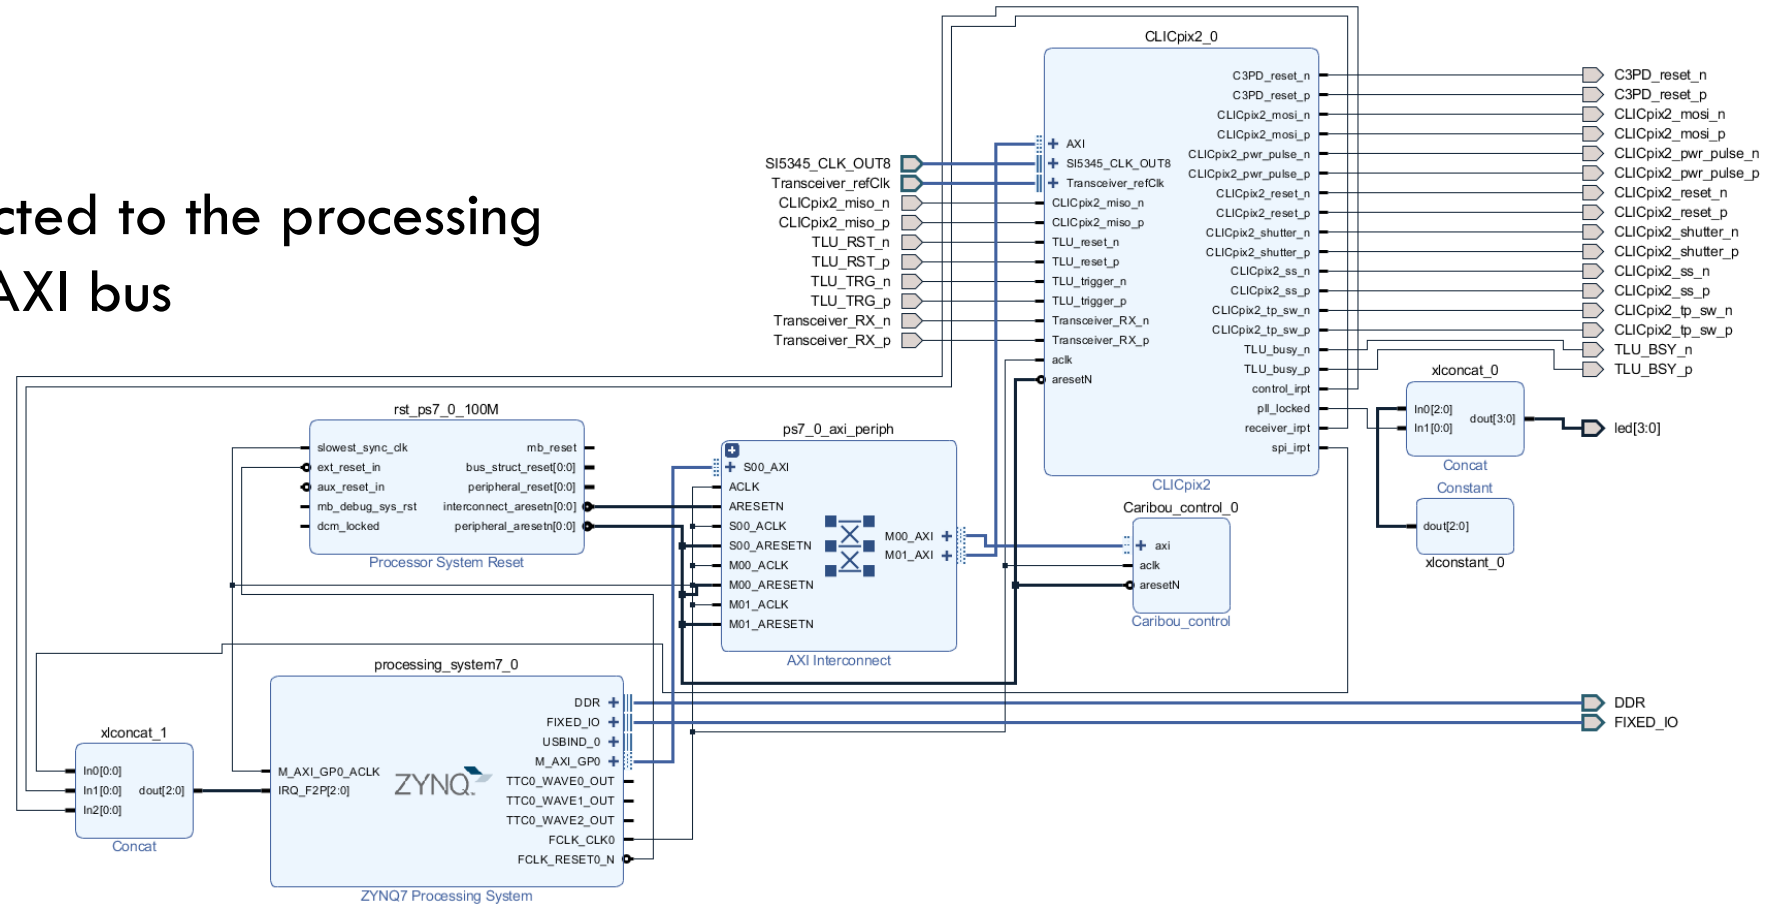 cted to the processing
AXI bus
CLICpix2_0
AXI
SI5345_CLK_OUT8
Transceiver_refClk
CLICpix2_miso_n
CLICpix2_miso_p
TLU_reset_n
TLU_reset_p
TLU_trigger_n
TLU_trigger_p
Transceiver_RX_n
Transceiver_RX_p
aclk
aresetN
C3PD_reset_n
C3PD_reset_p
CLICpix2_mosi_n
CLICpix2_mosi_p
CLICpix2_pwr_pulse_n
CLICpix2_pwr_pulse_p
CLICpix2_reset_n
CLICpix2_reset_p
CLICpix2_shutter_n
CLICpix2_shutter_p
CLICpix2_ss_n
CLICpix2_ss_p
CLICpix2_tp_sw_n
CLICpix2_tp_sw_p
TLU_busy_n
TLU_busy_p
control_irpt
pll_locked
receiver_irpt
spi_irpt
CLICpix2
SI5345_CLK_OUT8
Transceiver_refClk
CLICpix2_miso_n
CLICpix2_miso_p
TLU_RST_n
TLU_RST_p
TLU_TRG_n
TLU_TRG_p
Transceiver_RX_n
Transceiver_RX_p
C3PD_reset_n
C3PD_reset_p
CLICpix2_mosi_n
CLICpix2_mosi_p
CLICpix2_pwr_pulse_n
CLICpix2_pwr_pulse_p
CLICpix2_reset_n
CLICpix2_reset_p
CLICpix2_shutter_n
CLICpix2_shutter_p
CLICpix2_ss_n
CLICpix2_ss_p
CLICpix2_tp_sw_n
CLICpix2_tp_sw_p
TLU_BSY_n
TLU_BSY_p
xlconcat_0
In0[2:0]
In1[0:0]
dout[3:0]
Concat
led[3:0]
Constant
dout[2:0]
xlconstant_0
rst_ps7_0_100M
slowest_sync_clk
ext_reset_in
aux_reset_in
mb_debug_sys_rst
dcm_locked
mb_reset
bus_struct_reset[0:0]
peripheral_reset[0:0]
interconnect_aresetn[0:0]
peripheral_aresetn[0:0]
Processor System Reset
ps7_0_axi_periph
S00_AXI
ACLK
ARESETN
S00_ACLK
S00_ARESETN
M00_ACLK
M00_ARESETN
M01_ACLK
M01_ARESETN
M00_AXI
M01_AXI
AXI Interconnect
Caribou_control_0
axi
aclk
aresetN
Caribou_control
processing_system7_0
M_AXI_GP0_ACLK
IRQ_F2P[2:0]
ZYNQ
DDR
FIXED_IO
USBIND_0
M_AXI_GP0
TTC0_WAVE0_OUT
TTC0_WAVE1_OUT
TTC0_WAVE2_OUT
FCLK_CLK0
FCLK_RESET0_N
ZYNQ7 Processing System
DDR
FIXED_IO
xlconcat_1
In0[0:0]
In1[0:0]
In2[0:0]
dout[2:0]
Concat